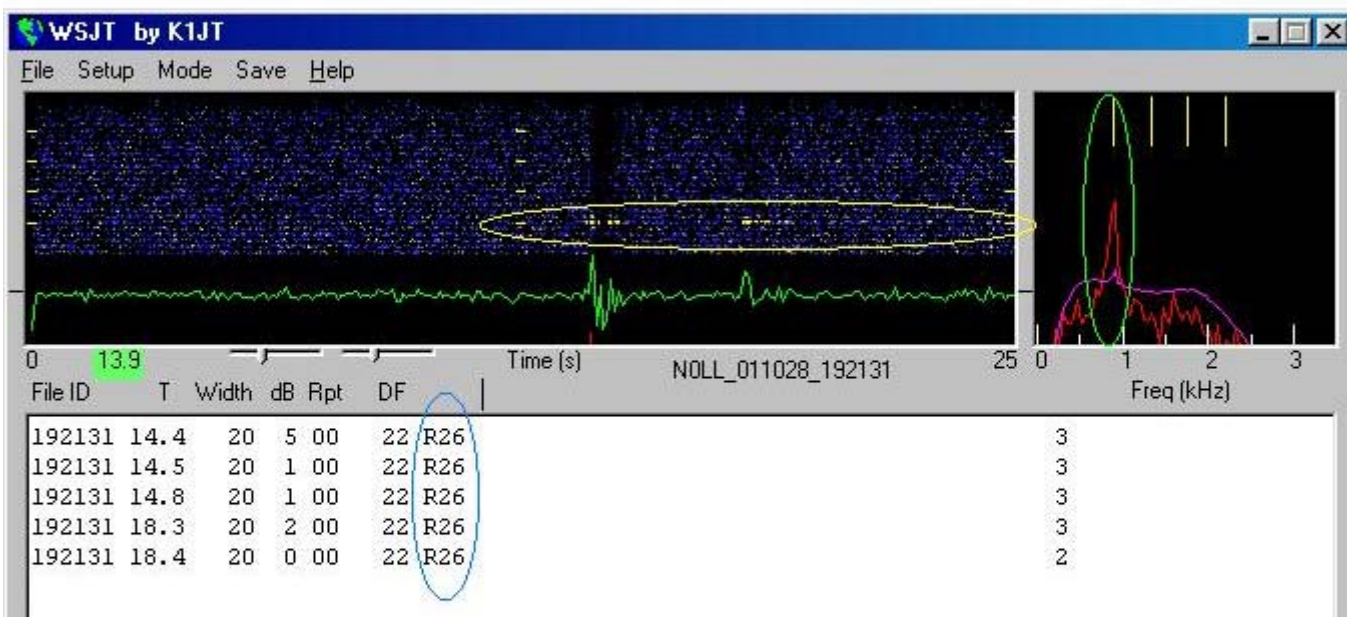 WSJT by K1JT
File Setup Mode Save Help
0 13.9 Time (s) N0LL_011028_192131 25 0 1 2 3
File ID T Width dB Rpt DF Freq (kHz)
192131 14.4 20 5 00 22 R26 3
192131 14.5 20 1 00 22 R26 3
192131 14.8 20 1 00 22 R26 3
192131 18.3 20 2 00 22 R26 3
192131 18.4 20 0 00 22 R26 2